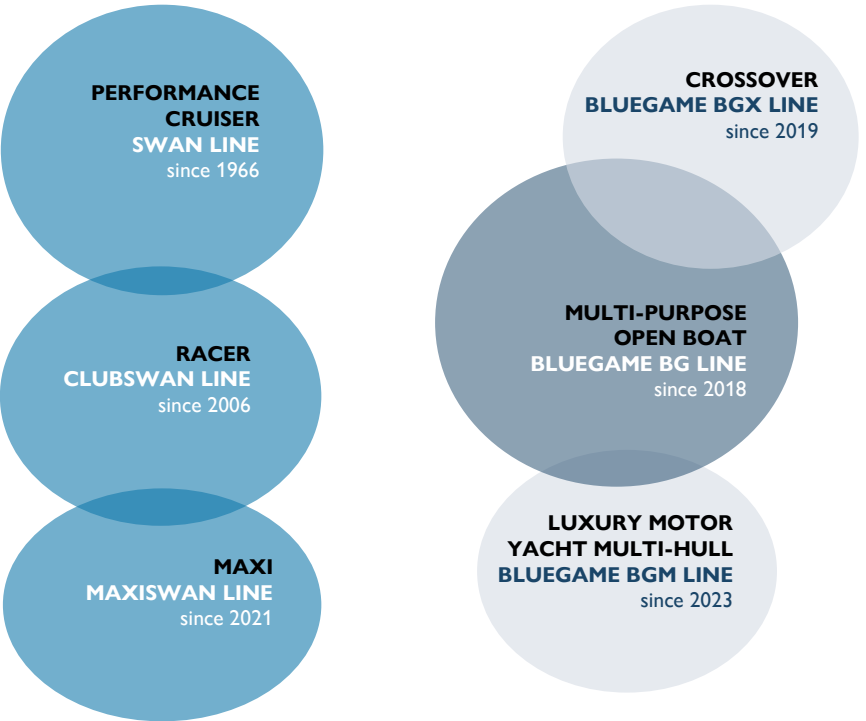 PERFORMANCE
CRUISER
SWAN LINE
since 1966
RACER
CLUBSWAN LINE
since 2006
MAXI
MAXISWAN LINE
since 2021
CROSSOVER
BLUEGAME BGX LINE
since 2019
MULTI-PURPOSE
OPEN BOAT
BLUEGAME BG LINE
since 2018
LUXURY MOTOR
YACHT MULTI-HULL
BLUEGAME BGM LINE
since 2023